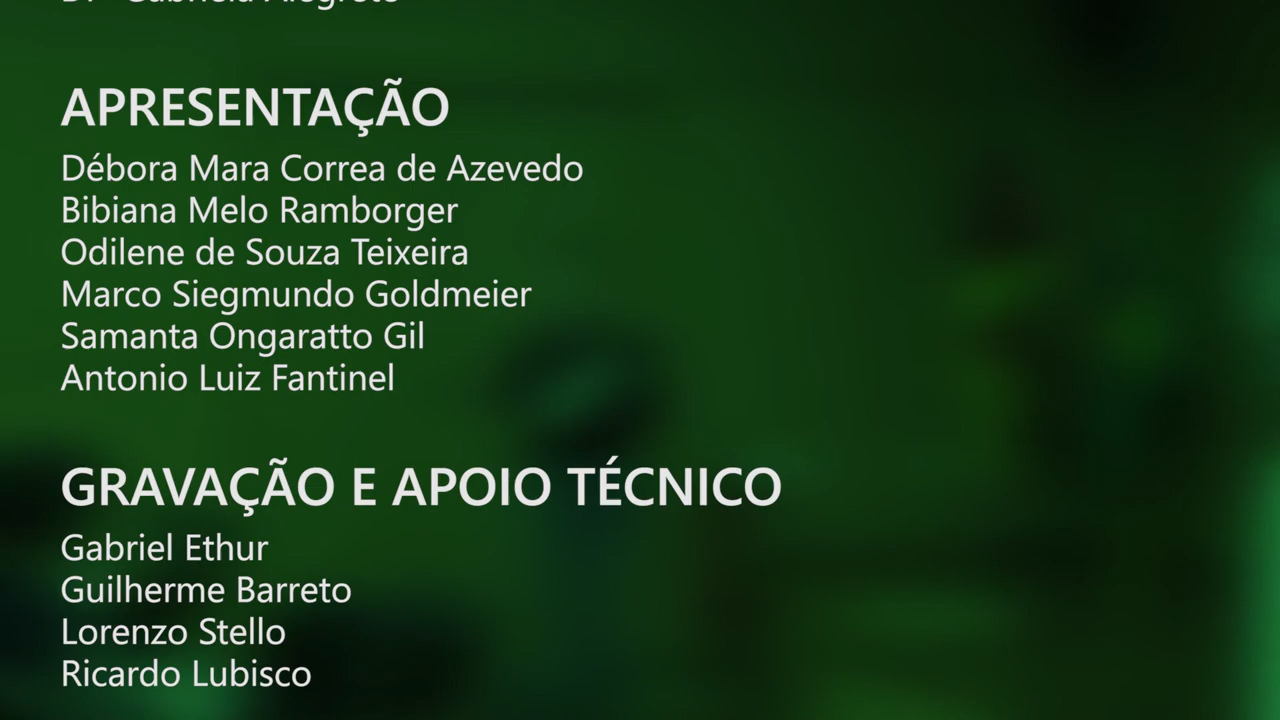 APRESENTAÇÃO
Débora Mara Correa de Azevedo
Bibiana Melo Ramborger
Odilene de Souza Teixeira
Marco Siegmundo Goldmeier
Samanta Ongaratto Gil
Antonio Luiz Fantinel
GRAVAÇÃO E APOIO TÉCNICO
Gabriel Ethur
Guilherme Barreto
Lorenzo Stello
Ricardo Lubisco